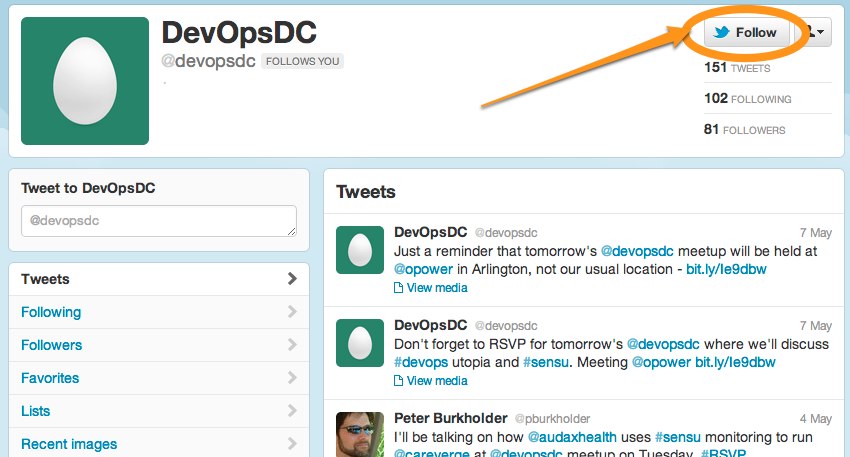 DevOpsDC
@devopsdc FOLLOWS YOU
.
Follow
151 TWEETS
102 FOLLOWING
81 FOLLOWERS
Tweet to DevOpsDC
@devopsdc
Tweets
Following
Followers
Favorites
Lists
Recent images
Tweets
DevOpsDC @devopsdc 7 May
Just a reminder that tomorrow's @devopsdc meetup will be held at
@opower in Arlington, not our usual location - bit.ly/Ie9dbw
View media
DevOpsDC @devopsdc 7 May
Don't forget to RSVP for tomorrow's @devopsdc where we'll discuss
#devops utopia and #sensu. Meeting @opower bit.ly/Ie9dbw
View media
Peter Burkholder @pburkholder 4 May
I'll be talking on how @audaxhealth uses #sensu monitoring to run
@careverge at @devopsdc meetup on Tuesday. #RSVP